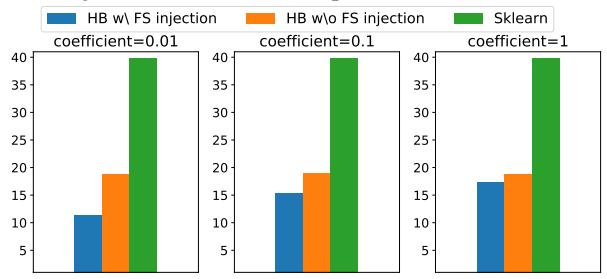 HB w\ FS injection HB w\o FS injection Sklearn
coefficient=0.01 coefficient=0.1 coefficient=1
40 40 40
35 35 35
30 30 30
25 25 25
20 20 20
15 15 15
10 10 10
5 5 5